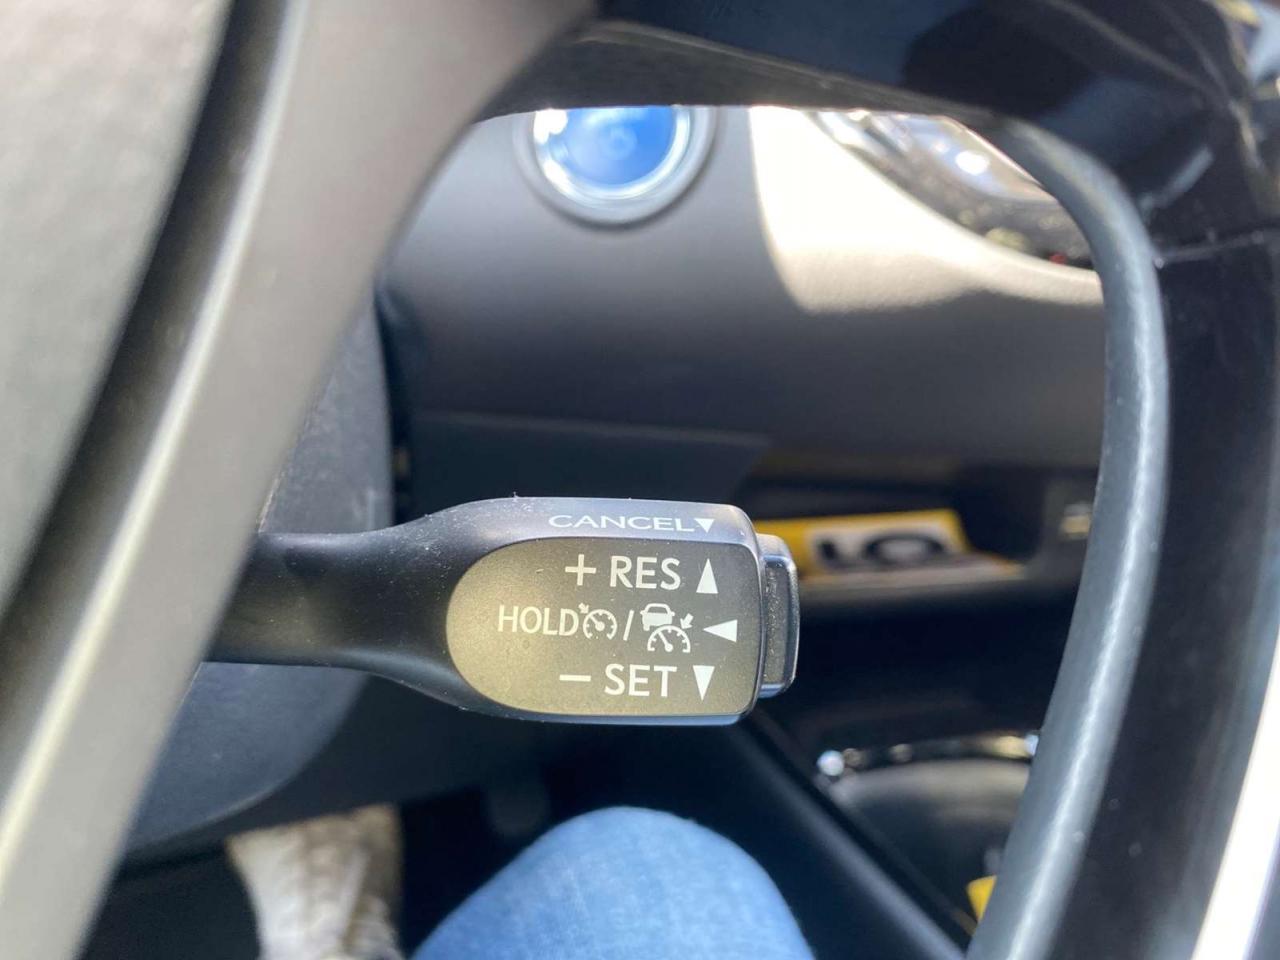 CANCEL▼
+ RES ▲
HOLD / ◀
− SET ▼